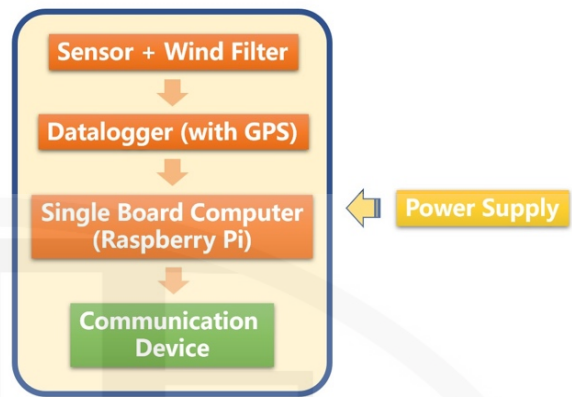 Sensor + Wind Filter
Datalogger (with GPS)
Single Board Computer
(Raspberry Pi)
Power Supply
Communication
Device